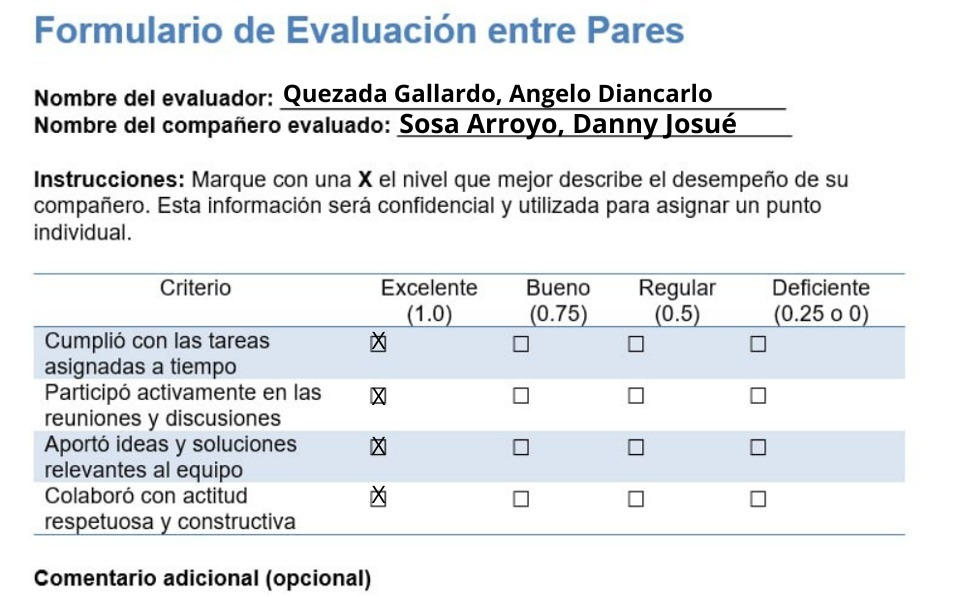 Formulario de Evaluación entre Pares
Nombre del evaluador: Quezada Gallardo, Angelo Diancarlo
Nombre del compañero evaluado: Sosa Arroyo, Danny Josué
Instrucciones: Marque con una X el nivel que mejor describe el desempeño de su
compañero. Esta información será confidencial y utilizada para asignar un punto
individual.
Criterio Excelente Bueno Regular Deficiente
(1.0) (0.75) (0.5) (0.25 o 0)
Cumplió con las tareas ☒ ☐ ☐ ☐
asignadas a tiempo
Participó activamente en las ☒ ☐ ☐ ☐
reuniones y discusiones
Aportó ideas y soluciones ☒ ☐ ☐ ☐
relevantes al equipo
Colaboró con actitud ☒ ☐ ☐ ☐
respetuosa y constructiva
Comentario adicional (opcional)